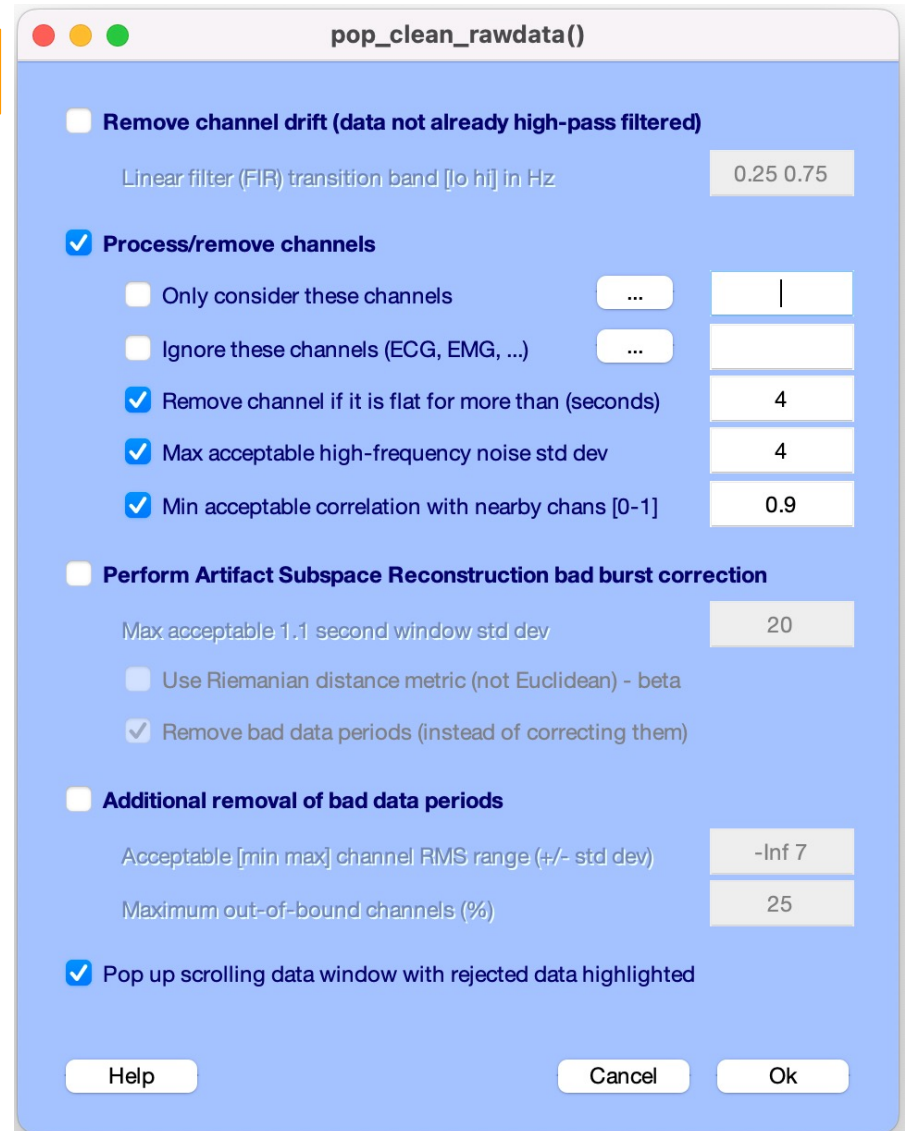 pop_clean_rawdata()
Remove channel drift (data not already high-pass filtered)
Linear filter (FIR) transition band [lo hi] in Hz 0.25 0.75
Process/remove channels
Only consider these channels ...
Ignore these channels (ECG, EMG, ...) ...
Remove channel if it is flat for more than (seconds) 4
Max acceptable high-frequency noise std dev 4
Min acceptable correlation with nearby chans [0-1] 0.9
Perform Artifact Subspace Reconstruction bad burst correction
Max acceptable 1.1 second window std dev 20
Use Riemanian distance metric (not Euclidean) - beta
Remove bad data periods (instead of correcting them)
Additional removal of bad data periods
Acceptable [min max] channel RMS range (+/- std dev) -Inf 7
Maximum out-of-bound channels (%) 25
Pop up scrolling data window with rejected data highlighted
Help Cancel Ok